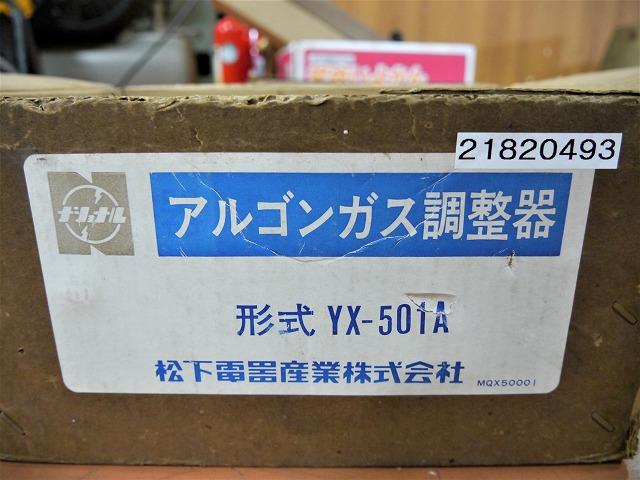 21820493
ナショナル
アルゴンガス調整器
形式 YX-501A
松下電器産業株式会社
MQX50001